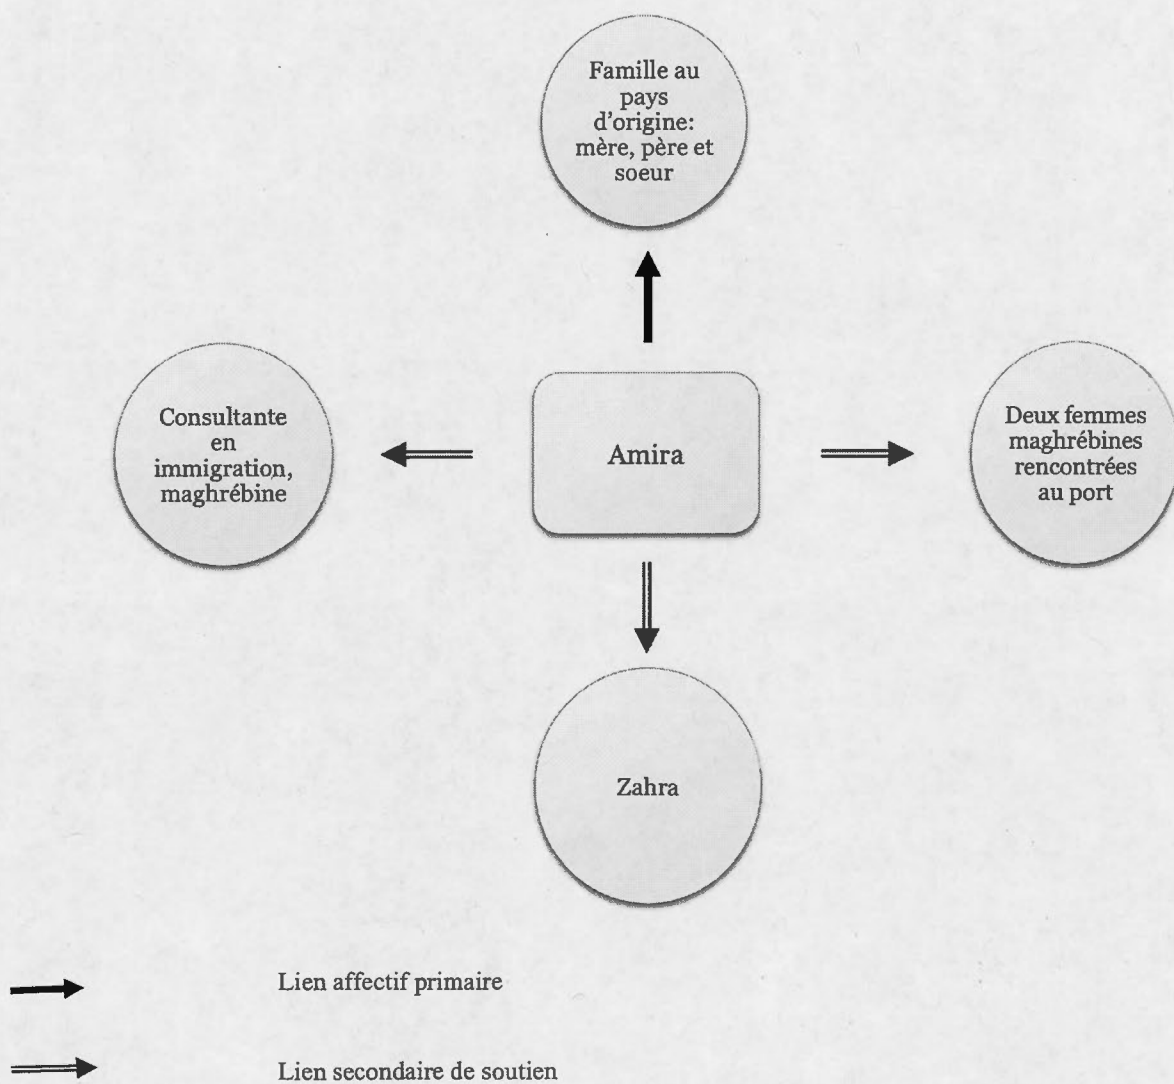 Famille au
pays
d'origine:
mère, père et
soeur
Consultante
en
immigration,
maghrébine
Amira
Deux femmes
maghrébines
rencontrées
au port
Zahra
Lien affectif primaire
Lien secondaire de soutien